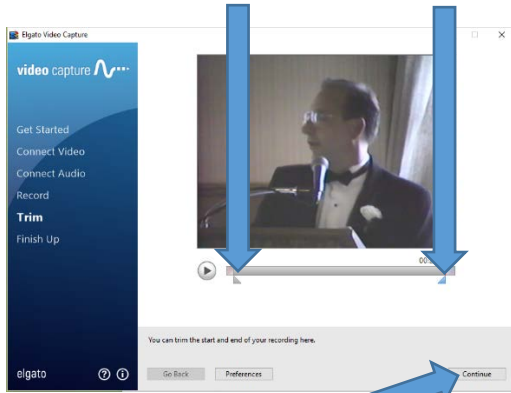 Elgato Video Capture
video capture
Get Started
Connect Video
Connect Audio
Record
Trim
Finish Up
You can trim the start and end of your recording here.
elgato
Go Back
Preferences
Continue